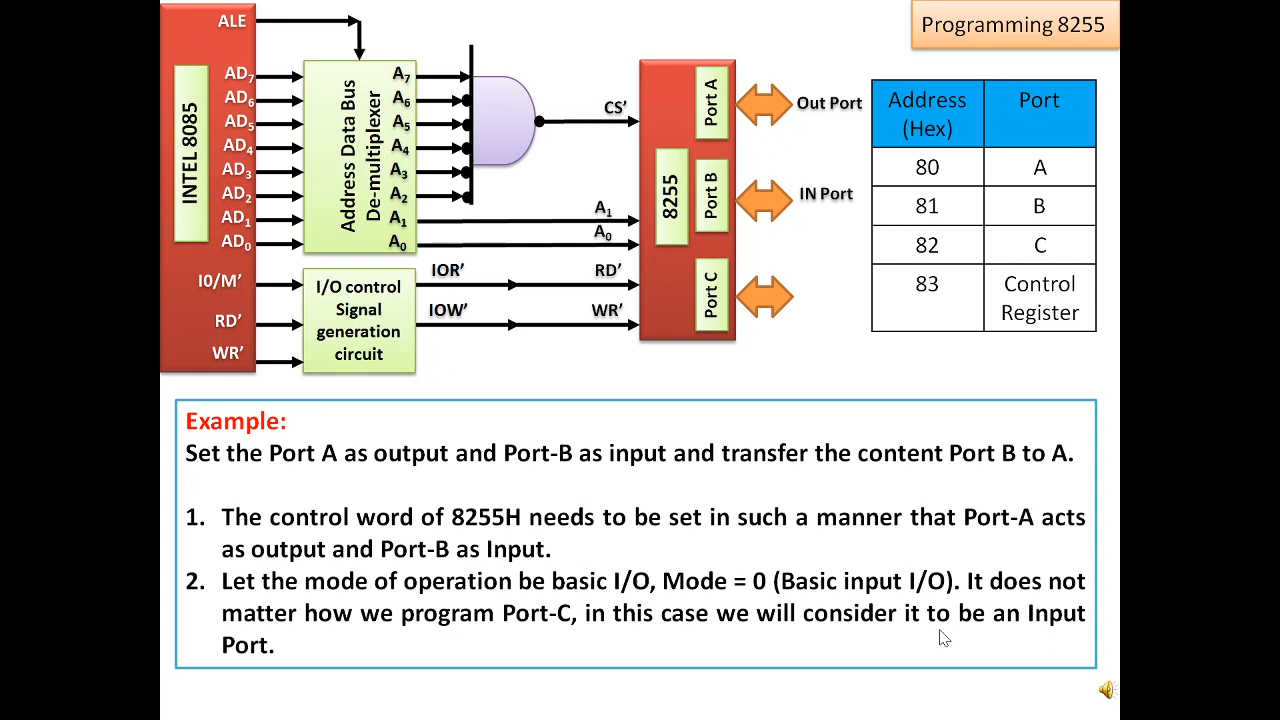 Programming 8255
ALE
AD7
AD6
AD5
AD4
AD3
AD2
AD1
AD0
I0/M’
RD’
WR’
INTEL 8085
Address Data Bus
De-multiplexer
A7
A6
A5
A4
A3
A2
A1
A0
I/O control
Signal
generation
circuit
IOR’
IOW’
CS’
A1
A0
RD’
WR’
8255
Port A
Port B
Port C
Out Port
IN Port
Address (Hex) Port
80 A
81 B
82 C
83 Control Register
Example:
Set the Port A as output and Port-B as input and transfer the content Port B to A.
1. The control word of 8255H needs to be set in such a manner that Port-A acts
as output and Port-B as Input.
2. Let the mode of operation be basic I/O, Mode = 0 (Basic input I/O). It does not
matter how we program Port-C, in this case we will consider it to be an Input
Port.